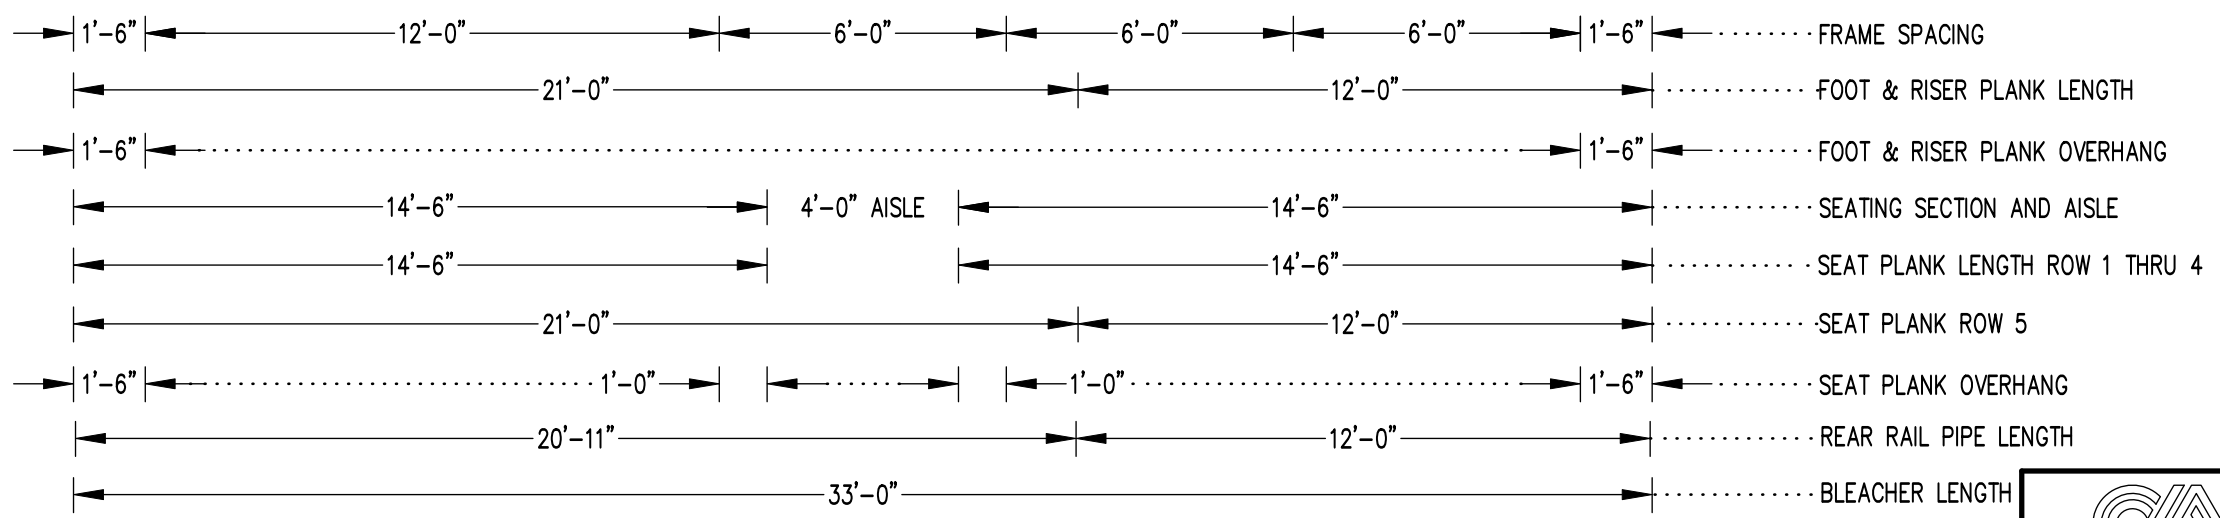 1'-6" 12'-0" 6'-0" 6'-0" 6'-0" 1'-6" FRAME SPACING
21'-0" 12'-0" FOOT & RISER PLANK LENGTH
1'-6" 1'-6" FOOT & RISER PLANK OVERHANG
14'-6" 4'-0" AISLE 14'-6" SEATING SECTION AND AISLE
14'-6" 14'-6" SEAT PLANK LENGTH ROW 1 THRU 4
21'-0" 12'-0" SEAT PLANK ROW 5
1'-6" 1'-0" 1'-0" 1'-6" SEAT PLANK OVERHANG
20'-11" 12'-0" REAR RAIL PIPE LENGTH
33'-0" BLEACHER LENGTH